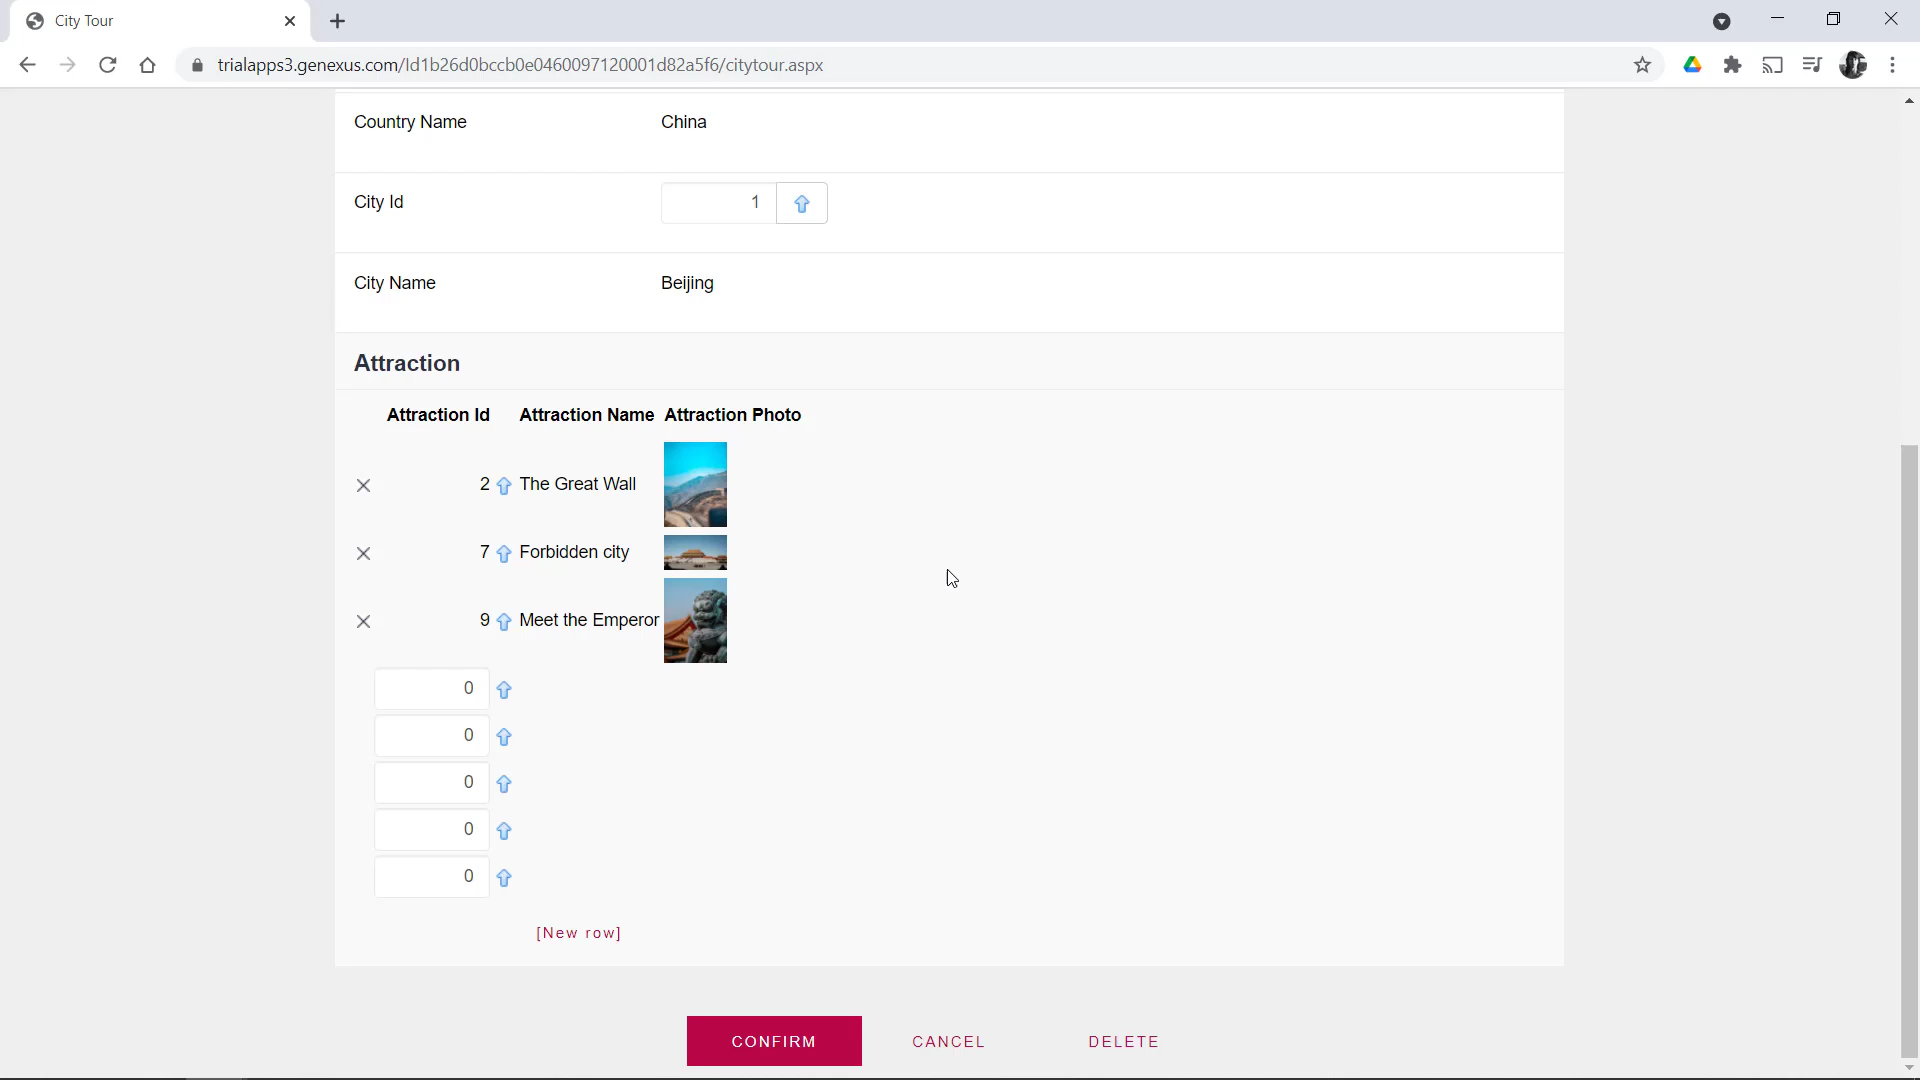 City Tour
trialapps3.genexus.com/Id1b26d0bccb0e0460097120001d82a5f6/citytour.aspx
Country Name China
City Id 1
City Name Beijing
Attraction
Attraction Id Attraction Name Attraction Photo
2 The Great Wall
7 Forbidden city
9 Meet the Emperor
0
0
0
0
0
[New row]
CONFIRM CANCEL DELETE